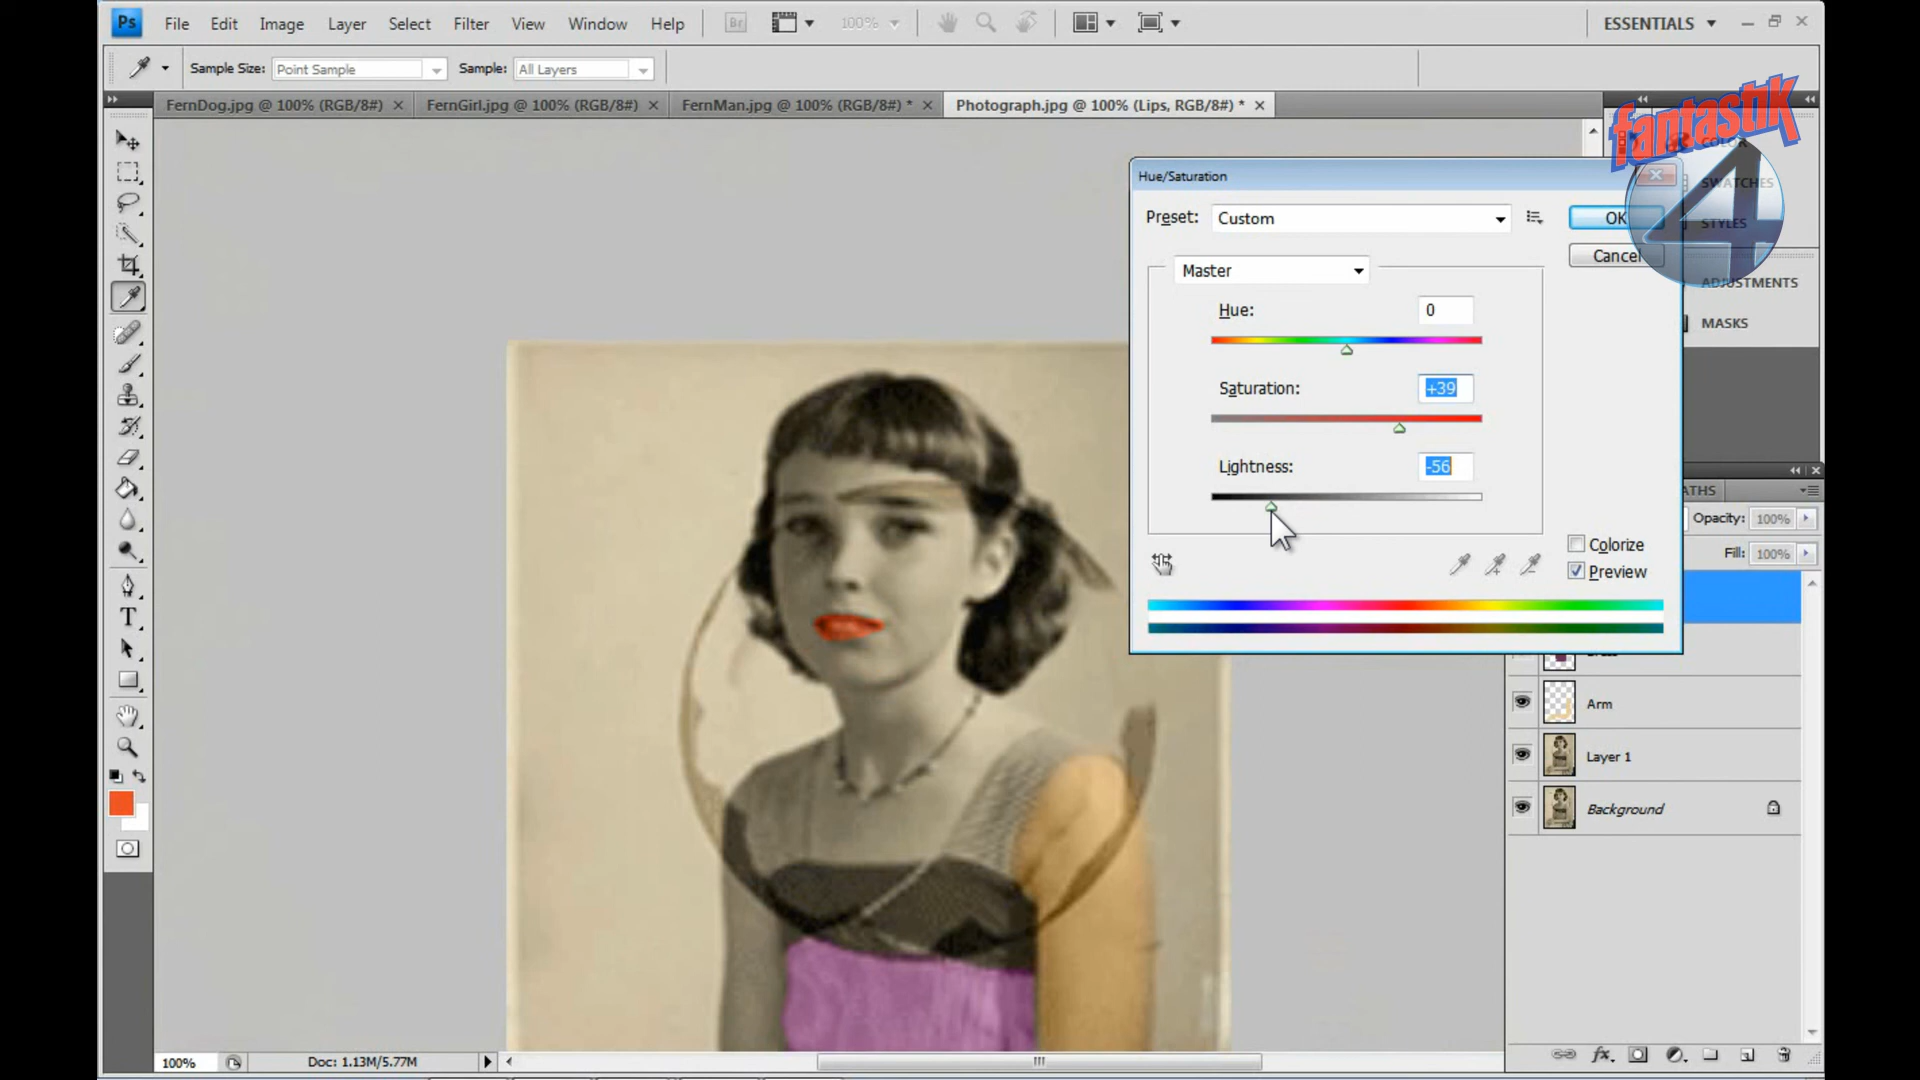 Ps File Edit Image Layer Select Filter View Window Help Br 100% ESSENTIALS
Sample Size: Point Sample Sample: All Layers
FernDog.jpg @ 100% (RGB/8#) FernGirl.jpg @ 100% (RGB/8#) FernMan.jpg @ 100% (RGB/8#) * Photograph.jpg @ 100% (Lips, RGB/8#) *
fantastik
4
COLOR
SWATCHES
STYLES
ADJUSTMENTS
MASKS
Hue/Saturation
Preset: Custom
OK
Cancel
Master
Hue: 0
Saturation: +39
Lightness: -56
Colorize
Preview
ATHS
Opacity: 100%
Fill: 100%
Arm
Layer 1
Background
100% Doc: 1.13M/5.77M